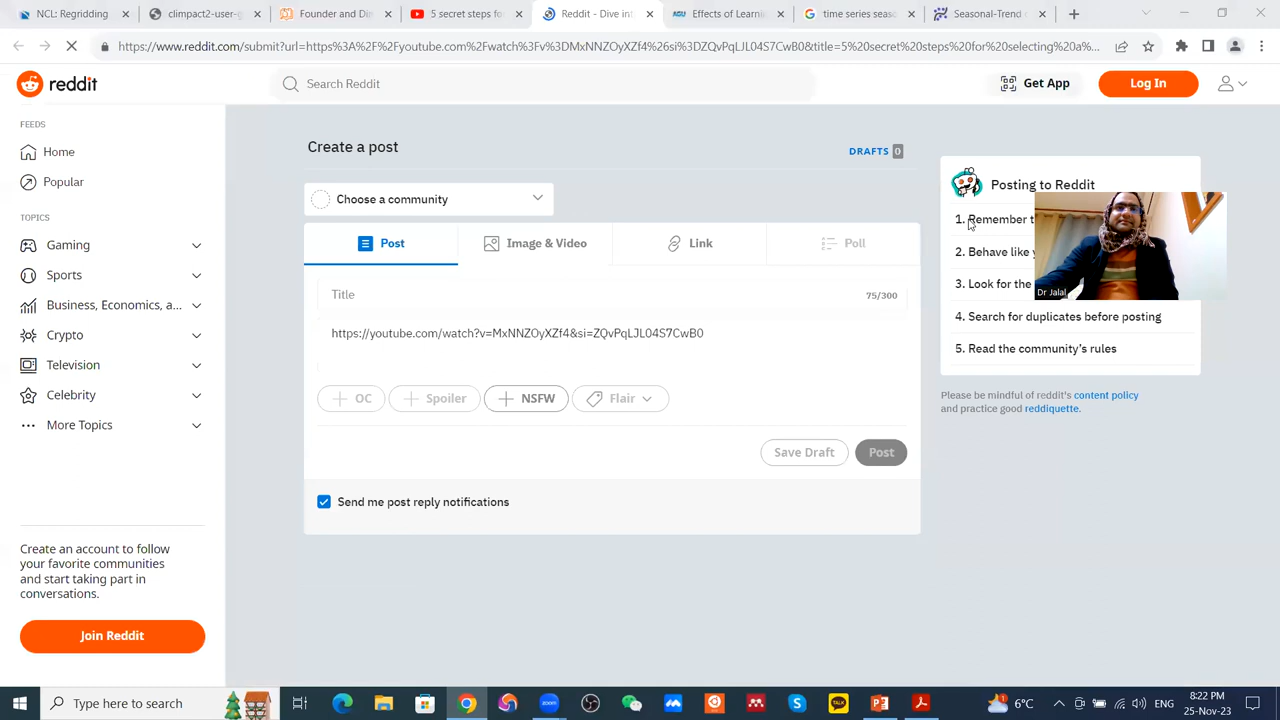 NCL: Regridding
climpact2-user-g
Founder and Dir
5 secret steps fo
Reddit - Dive int
Effects of Learni
time series seaso
Seasonal-Trend d
https://www.reddit.com/submit?url=https%3A%2F%2Fyoutube.com%2Fwatch%3Fv%3DMxNNZOyXZf4%26si%3DZQvPqLJL04S7CwB0&title=5%20secret%20steps%20for%20selecting%20a%...
reddit
Search Reddit
Get App
Log In
FEEDS
Home
Popular
TOPICS
Gaming
Sports
Business, Economics, a...
Crypto
Television
Celebrity
More Topics
Create an account to follow
your favorite communities
and start taking part in
conversations.
Join Reddit
Create a post
DRAFTS 0
Choose a community
Post
Image & Video
Link
Poll
Title
75/300
https://youtube.com/watch?v=MxNNZOyXZf4&si=ZQvPqLJL04S7CwB0
OC
Spoiler
NSFW
Flair
Save Draft
Post
Send me post reply notifications
Posting to Reddit
1. Remember t
2. Behave like y
3. Look for the
4. Search for duplicates before posting
5. Read the community's rules
Dr Jalal
Please be mindful of reddit's content policy
and practice good reddiquette.
Type here to search
zoom
TALK
6°C
ENG
8:22 PM
25-Nov-23